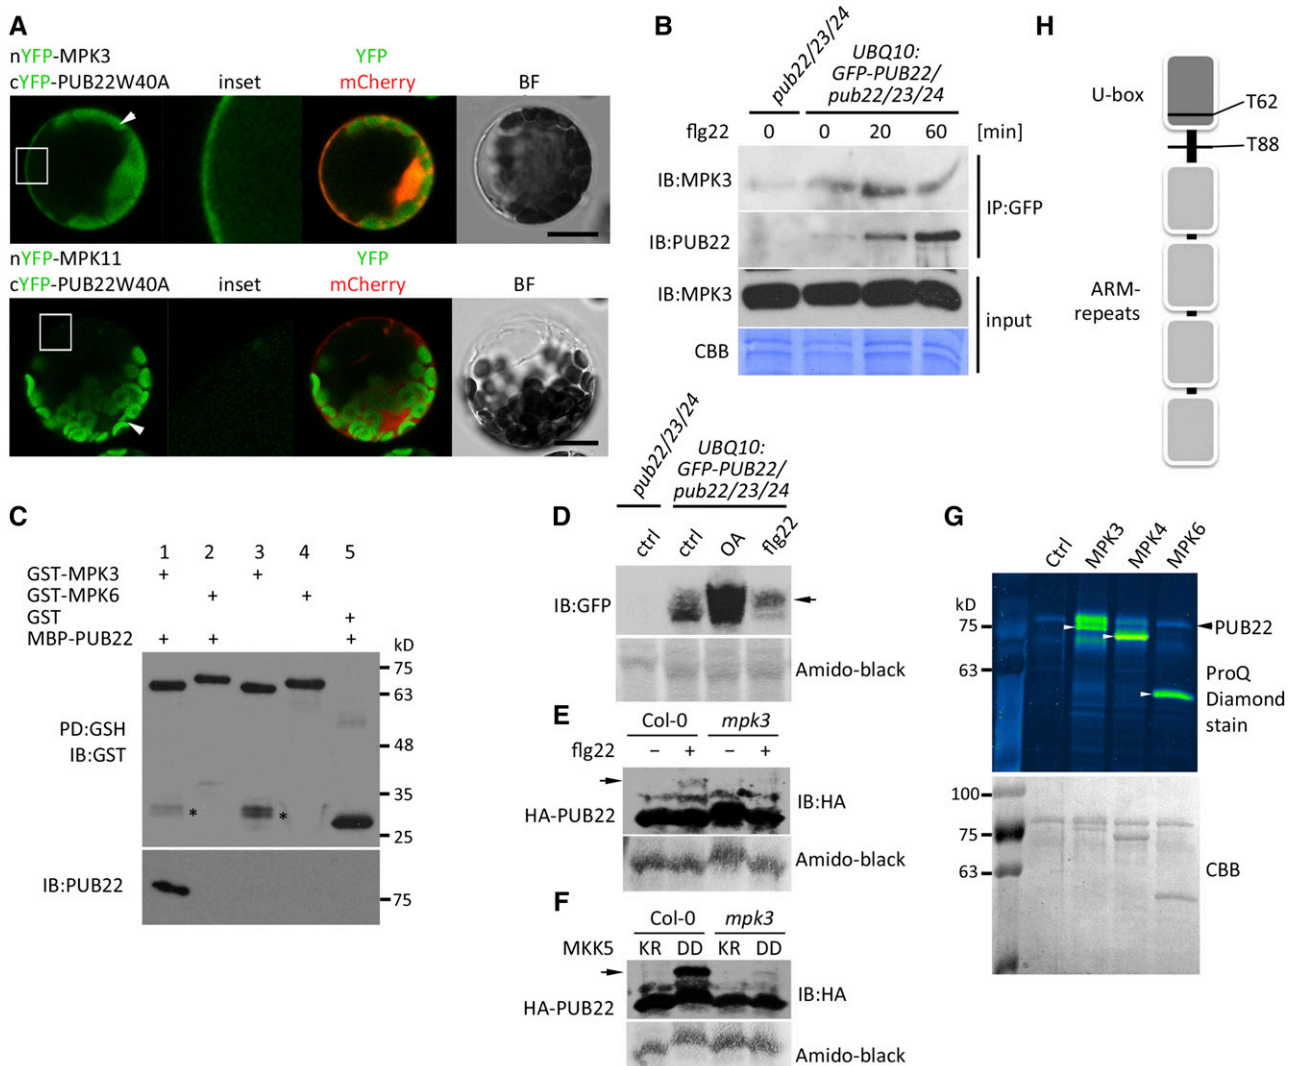 A
nYFP-MPK3
YFP
cYFP-PUB22W40A
inset
mCherry
BF
nYFP-MPK11
YFP
cYFP-PUB22W40A
inset
mCherry
BF
B
pub22/23/24
UBQ10:
GFP-PUB22/
pub22/23/24
flg22 0 0 20 60 [min]
IB:MPK3
IP:GFP
IB:PUB22
IB:MPK3
input
CBB
H
U-box
T62
T88
ARM-
repeats
C
1 2 3 4 5
GST-MPK3 + +
GST-MPK6 + +
GST +
MBP-PUB22 + + +
kD
75
63
PD:GSH
IB:GST
48
35
* *
25
IB:PUB22
75
D
pub22/23/24
UBQ10:
GFP-PUB22/
pub22/23/24
ctrl ctrl OA flg22
IB:GFP
Amido-black
E
Col-0 mpk3
flg22 – + – +
IB:HA
HA-PUB22
Amido-black
F
Col-0 mpk3
MKK5 KR DD KR DD
IB:HA
HA-PUB22
Amido-black
G
Ctrl MPK3 MPK4 MPK6
kD
75
PUB22
63
ProQ
Diamond
stain
100
75
CBB
63